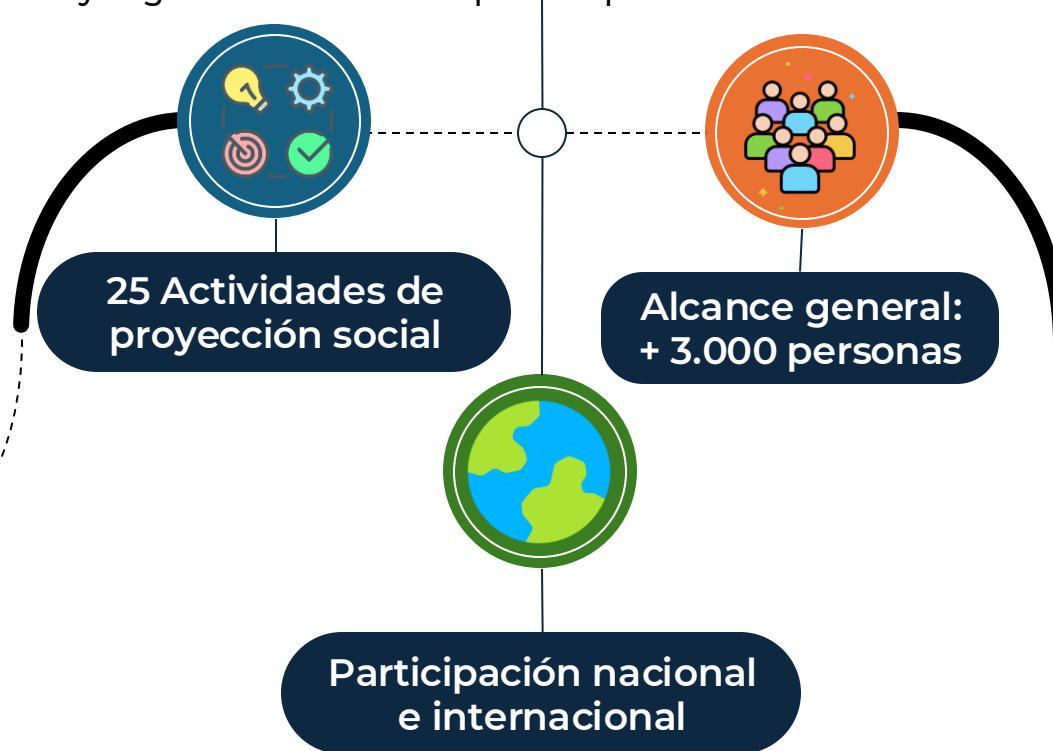 25 Actividades de
proyección social
Alcance general:
+ 3.000 personas
Participación nacional
e internacional